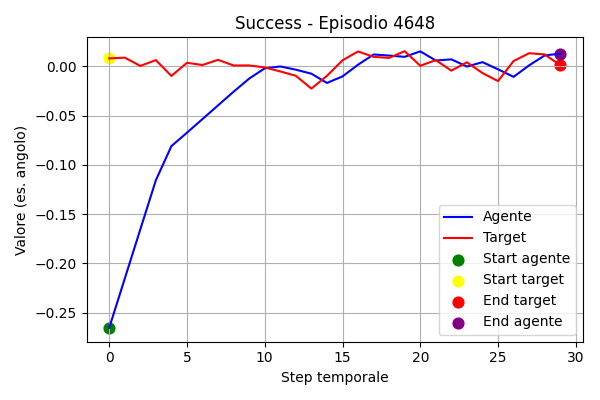 Success - Episodio 4648
Valore (es. angolo)
0.00
−0.05
−0.10
−0.15
−0.20
−0.25
0
5
10
15
20
25
30
Step temporale
Agente
Target
Start agente
Start target
End target
End agente